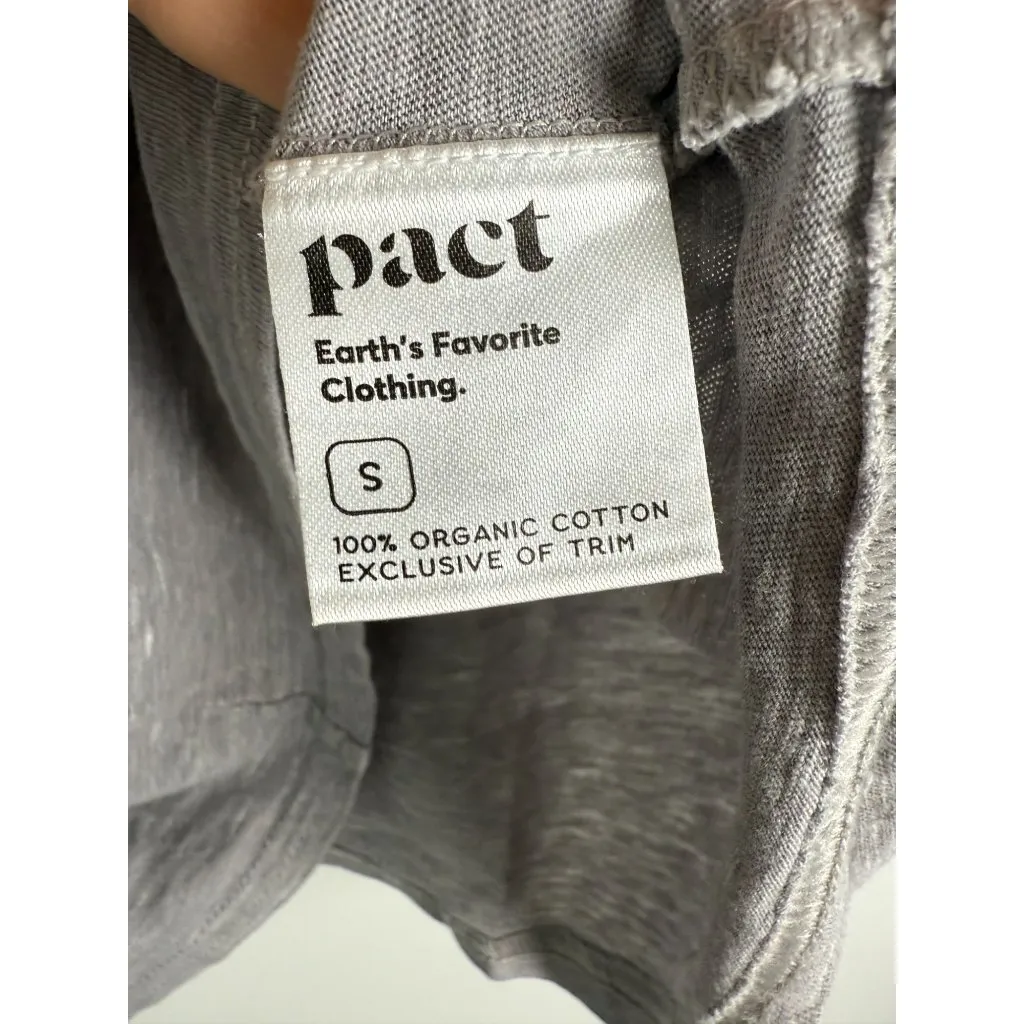 pact
Earth's Favorite
Clothing.
S
100% ORGANIC COTTON
EXCLUSIVE OF TRIM